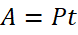 A = Pt